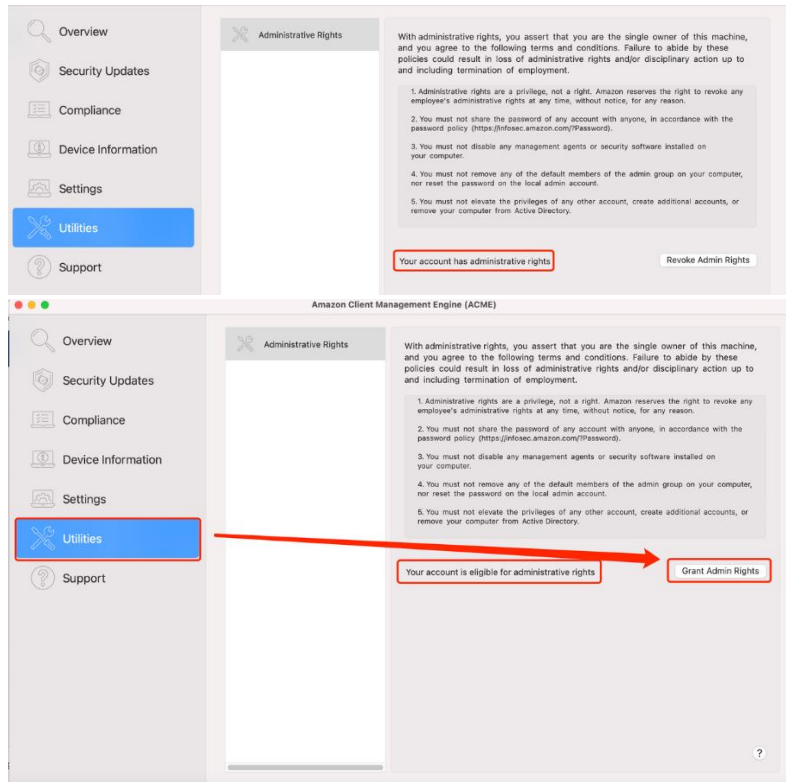 Overview
Security Updates
Compliance
Device Information
Settings
Utilities
Support
Administrative Rights
With administrative rights, you assert that you are the single owner of this machine,
and you agree to the following terms and conditions. Failure to abide by these
policies could result in loss of administrative rights and/or disciplinary action up to
and including termination of employment.
1. Administrative rights are a privilege, not a right. Amazon reserves the right to revoke any
employee's administrative rights at any time, without notice, for any reason.
2. You must not share the password of any account with anyone, in accordance with the
password policy (https://infosec.amazon.com/?Password).
3. You must not disable any management agents or security software installed on
your computer.
4. You must not remove any of the default members of the admin group on your computer,
nor reset the password on the local admin account.
5. You must not elevate the privileges of any other account, create additional accounts, or
remove your computer from Active Directory.
Your account has administrative rights
Revoke Admin Rights
Amazon Client Management Engine (ACME)
Overview
Security Updates
Compliance
Device Information
Settings
Utilities
Support
Administrative Rights
With administrative rights, you assert that you are the single owner of this machine,
and you agree to the following terms and conditions. Failure to abide by these
policies could result in loss of administrative rights and/or disciplinary action up to
and including termination of employment.
1. Administrative rights are a privilege, not a right. Amazon reserves the right to revoke any
employee's administrative rights at any time, without notice, for any reason.
2. You must not share the password of any account with anyone, in accordance with the
password policy (https://infosec.amazon.com/?Password).
3. You must not disable any management agents or security software installed on
your computer.
4. You must not remove any of the default members of the admin group on your computer,
nor reset the password on the local admin account.
5. You must not elevate the privileges of any other account, create additional accounts, or
remove your computer from Active Directory.
Your account is eligible for administrative rights
Grant Admin Rights
?